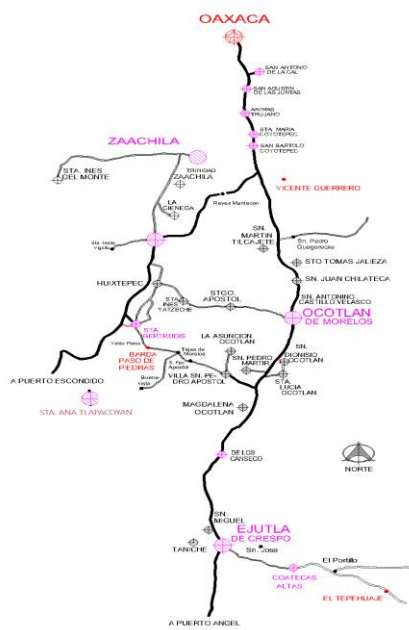 OAXACA
SAN ANTONIO
DE LA CAL
SAN AGUSTIN
DE LAS JUNTAS
ANIMAS
TRUJANO
STA. MARIA
COYOTEPEC
SAN BARTOLO
COYOTEPEC
ZAACHILA
TRINIDAD
ZAACHILA
STA. INES
DEL MONTE
VICENTE GUERRERO
Reyes Mantecon
LA
CIENEGA
SN.
MARTIN
TILCAJETE
Sn. Pedro
STO TOMAS JALIEZA
HUIXTEPEC
SN. JUAN CHILATECA
STA.
INES
YATZECHE
STGO.
APOSTOL
SN. ANTONINO
CASTILLO VELASCO
OCOTLAN
DE MORELOS
STA.
GERTRUDIS
LA ASUNCION
OCOTLAN
BARDA
PASO DE
PIEDRAS
Tejas de
Morelos
SN. PEDRO
MARTIR
SN.
DIONISIO
OCOTLAN
Buena-
vista
VILLA SN. PE-
DRO APOSTOL
STA.
LUCIA
OCOTLAN
A PUERTO ESCONDIDO
STA. ANA TLAPACOYAN
MAGDALENA
OCOTLAN
DE LOS
CANSECO
NORTE
SN.
MIGUEL
EJUTLA
DE CRESPO
TANICHE
Sn. Jose
El Portillo
COATECAS
ALTAS
EL TEPEHUAJE
A PUERTO ANGEL